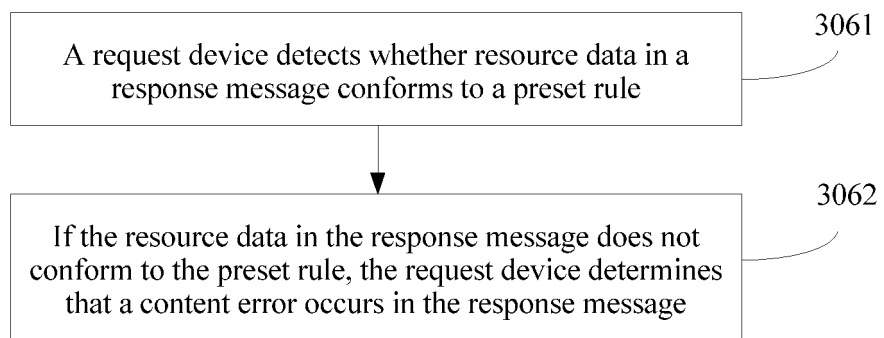 3061
A request device detects whether resource data in a
response message conforms to a preset rule
3062
If the resource data in the response message does not
conform to the preset rule, the request device determines
that a content error occurs in the response message